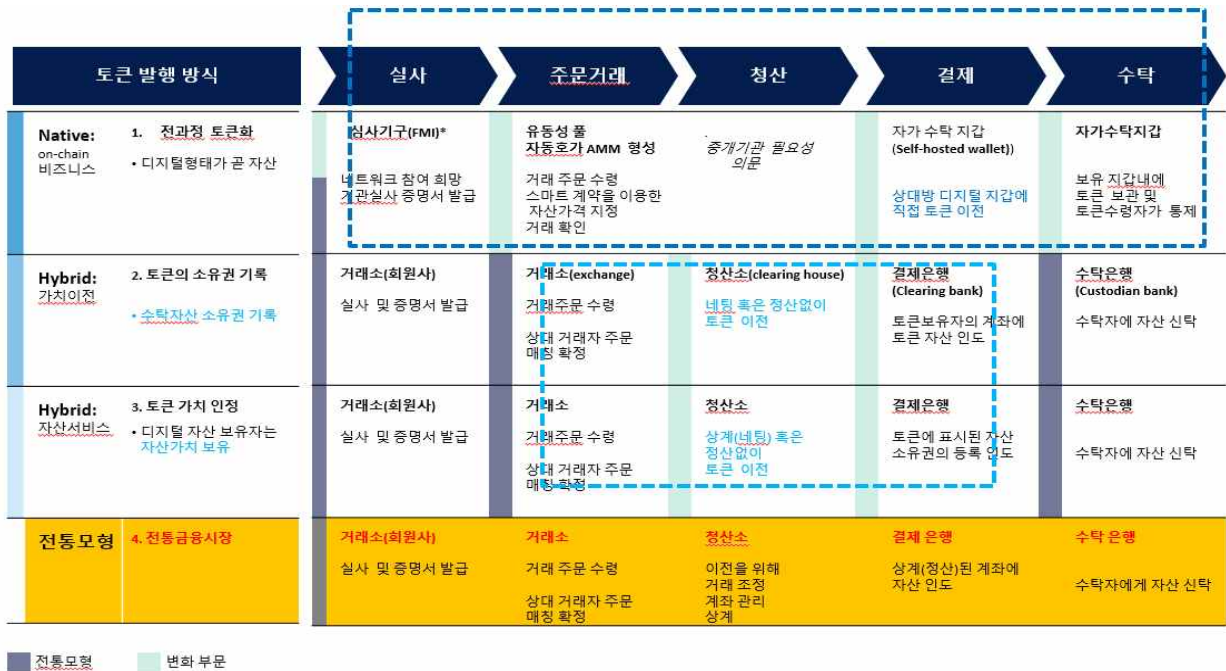 토큰 발행 방식
실사
주문거래
청산
결제
수탁
Native:
on-chain
비즈니스
1. 전과정 토큰화
• 디지털형태가 곧 자산
심사기구(FMI)*
네트워크 참여 희망
기관실사 증명서 발급
유동성 풀
자동호가 AMM 형성
거래 주문 수령
스마트 계약을 이용한
자산가격 지정
거래 확인
중개기관 필요성
의문
자가 수탁 지갑
(Self-hosted wallet))
상대방 디지털 지갑에
직접 토큰 이전
자가수탁지갑
보유 지갑내에
토큰 보관 및
토큰수령자가 통제
Hybrid:
가치이전
2. 토큰의 소유권 기록
• 수탁자산 소유권 기록
거래소(회원사)
실사 및 증명서 발급
거래소(exchange)
거래주문 수령
상대 거래자 주문
매칭 확정
청산소(clearing house)
네팅 혹은 정산없이
토큰 이전
결제은행
(Clearing bank)
토큰보유자의 계좌에
토큰 자산 인도
수탁은행
(Custodian bank)
수탁자에 자산 신탁
Hybrid:
자산서비스
3. 토큰 가치 인정
• 디지털 자산 보유자는
자산가치 보유
거래소(회원사)
실사 및 증명서 발급
거래소
거래주문 수령
상대 거래자 주문
매칭 확정
청산소
상계(네팅) 혹은
정산없이
토큰 이전
결제은행
토큰에 표시된 자산
소유권의 등록 인도
수탁은행
수탁자에 자산 신탁
전통모형
4. 전통금융시장
거래소(회원사)
실사 및 증명서 발급
거래소
거래 주문 수령
상대 거래자 주문
매칭 확정
청산소
이전을 위해
거래 조정
계좌 관리
상계
결제 은행
상계(정산)된 계좌에
자산 인도
수탁 은행
수탁자에게 자산 신탁
전통모형
변화 부문